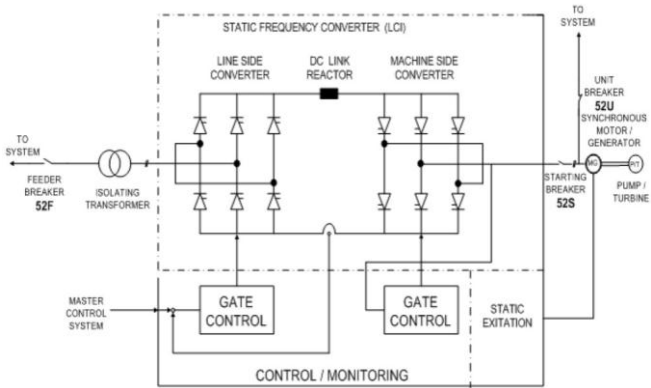 STATIC FREQUENCY CONVERTER (LCI)
LINE SIDE
CONVERTER
DC LINK
REACTOR
MACHINE SIDE
CONVERTER
TO
SYSTEM
UNIT
BREAKER
52U
SYNCHRONOUS
MOTOR /
GENERATOR
TO
SYSTEM
FEEDER
BREAKER
52F
ISOLATING
TRANSFORMER
STARTING
BREAKER
52S
MG
P/T
PUMP /
TURBINE
MASTER
CONTROL
SYSTEM
GATE
CONTROL
GATE
CONTROL
STATIC
EXITATION
CONTROL / MONITORING